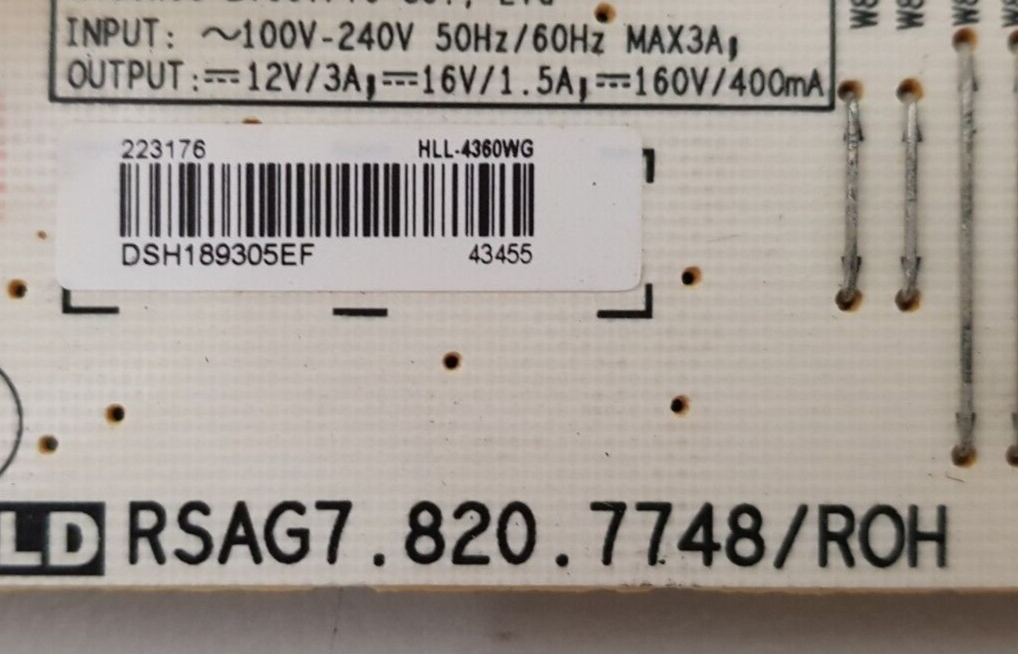 INPUT: ~100V-240V 50Hz/60Hz MAX3A;
OUTPUT:⎓12V/3A;⎓16V/1.5A;⎓160V/400mA
223176 HLL-4360WG
DSH189305EF 43455
LD RSAG7.820.7748/ROH